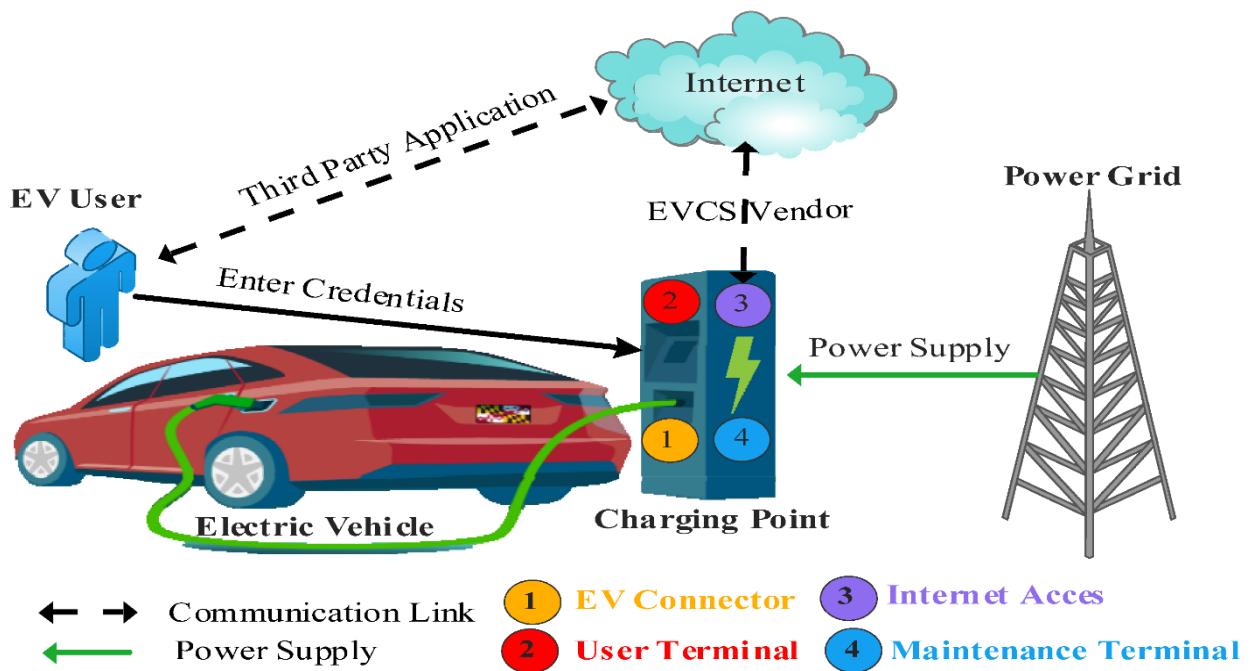 Internet
Third Party Application
EV User
Power Grid
EVCS Vendor
Enter Credentials
2
3
Power Supply
1
4
Electric Vehicle
Charging Point
Communication Link
1 EV Connector
3 Internet Acces
Power Supply
2 User Terminal
4 Maintenance Terminal